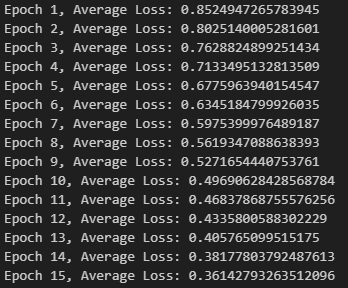 Epoch 1, Average Loss: 0.8524947265783945
Epoch 2, Average Loss: 0.8025140005281601
Epoch 3, Average Loss: 0.7628824899251434
Epoch 4, Average Loss: 0.7133495132813509
Epoch 5, Average Loss: 0.6775963940154547
Epoch 6, Average Loss: 0.6345184799926035
Epoch 7, Average Loss: 0.5975399976489187
Epoch 8, Average Loss: 0.5619347088638393
Epoch 9, Average Loss: 0.5271654440753761
Epoch 10, Average Loss: 0.49690628428568784
Epoch 11, Average Loss: 0.46837868755576256
Epoch 12, Average Loss: 0.4335800588302229
Epoch 13, Average Loss: 0.405765099515175
Epoch 14, Average Loss: 0.38177803792487613
Epoch 15, Average Loss: 0.36142793263512096